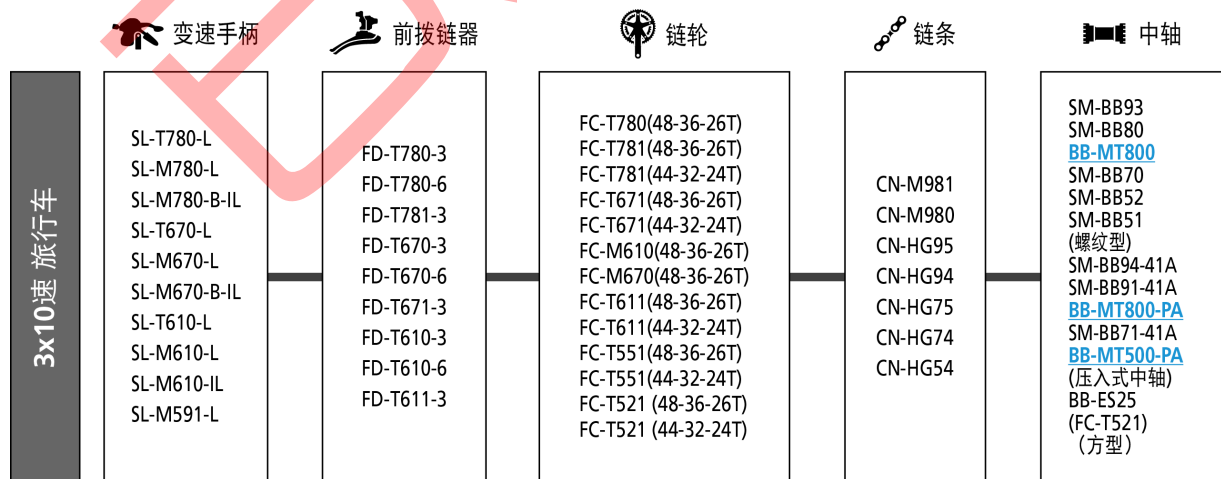 变速手柄
前拨链器
链轮
链条
中轴
3x10速 旅行车
SL-T780-L
SL-M780-L
SL-M780-B-IL
SL-T670-L
SL-M670-L
SL-M670-B-IL
SL-T610-L
SL-M610-L
SL-M610-IL
SL-M591-L
FD-T780-3
FD-T780-6
FD-T781-3
FD-T670-3
FD-T670-6
FD-T671-3
FD-T610-3
FD-T610-6
FD-T611-3
FC-T780(48-36-26T)
FC-T781(48-36-26T)
FC-T781(44-32-24T)
FC-T671(48-36-26T)
FC-T671(44-32-24T)
FC-M610(48-36-26T)
FC-M670(48-36-26T)
FC-T611(48-36-26T)
FC-T611(44-32-24T)
FC-T551(48-36-26T)
FC-T551(44-32-24T)
FC-T521 (48-36-26T)
FC-T521 (44-32-24T)
CN-M981
CN-M980
CN-HG95
CN-HG94
CN-HG75
CN-HG74
CN-HG54
SM-BB93
SM-BB80
BB-MT800
SM-BB70
SM-BB52
SM-BB51
(螺纹型)
SM-BB94-41A
SM-BB91-41A
BB-MT800-PA
SM-BB71-41A
BB-MT500-PA
(压入式中轴)
BB-ES25
(FC-T521)
（方型）